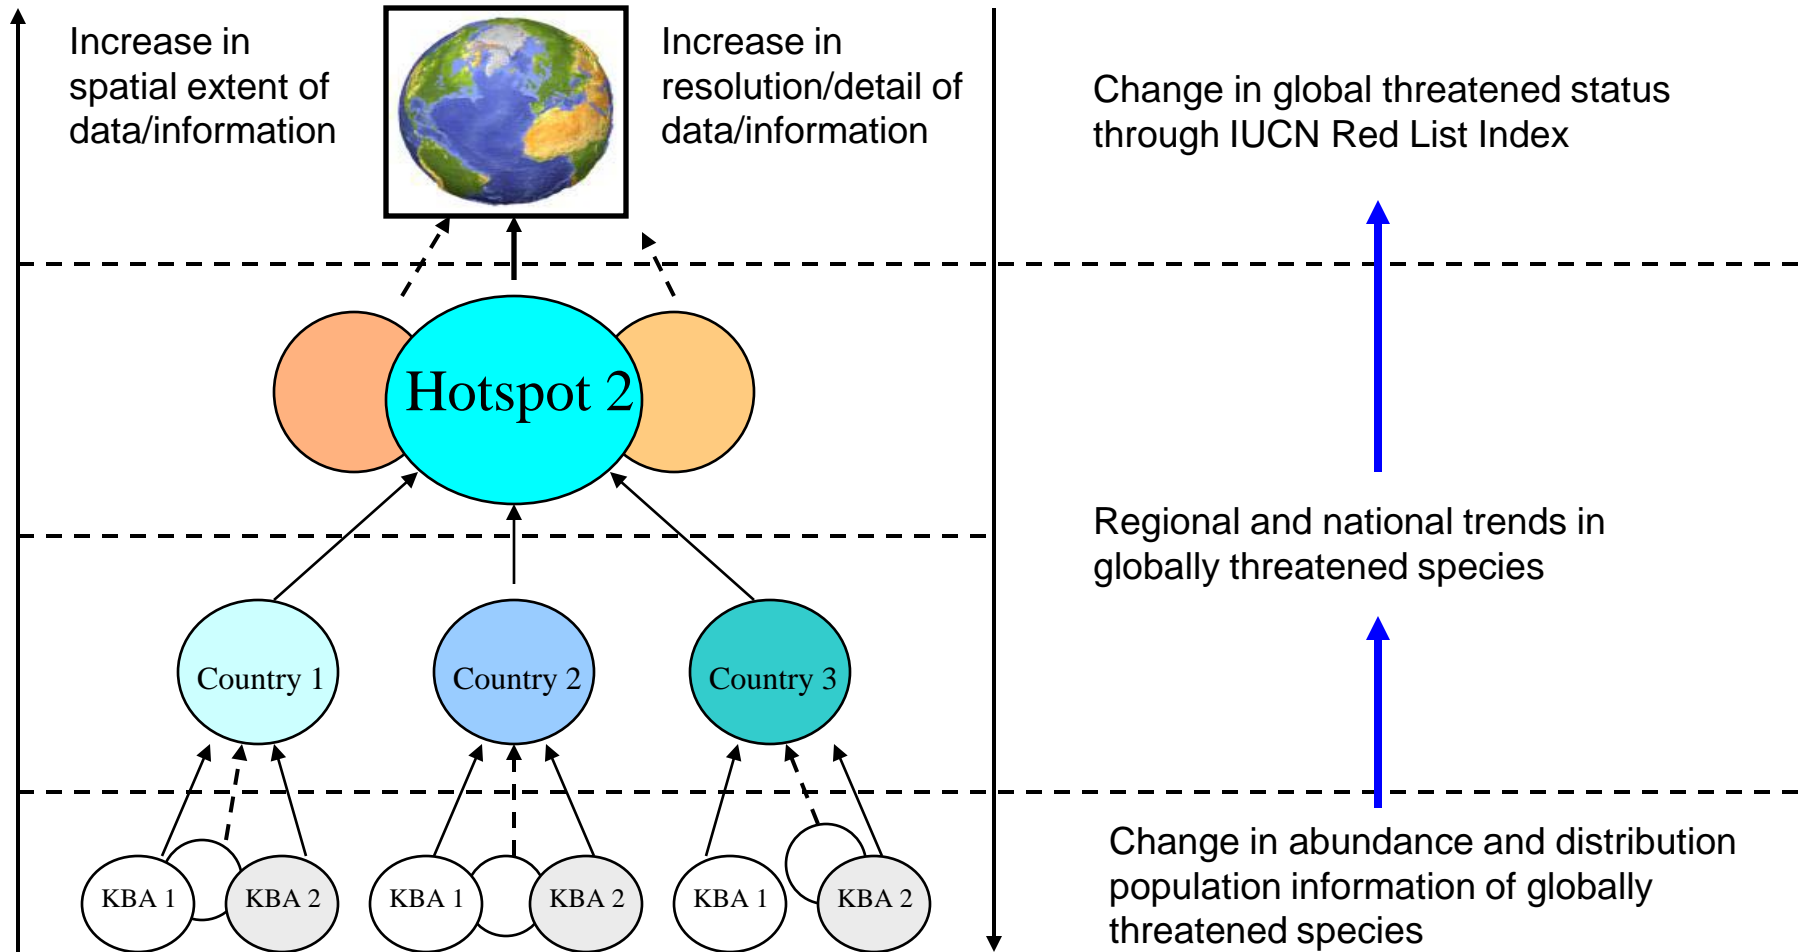 Increase in
spatial extent of
data/information
Increase in
resolution/detail of
data/information
Change in global threatened status
through IUCN Red List Index
Hotspot 2
Regional and national trends in
globally threatened species
Country 1
Country 2
Country 3
KBA 1
KBA 2
KBA 1
KBA 2
KBA 1
KBA 2
Change in abundance and distribution
population information of globally
threatened species